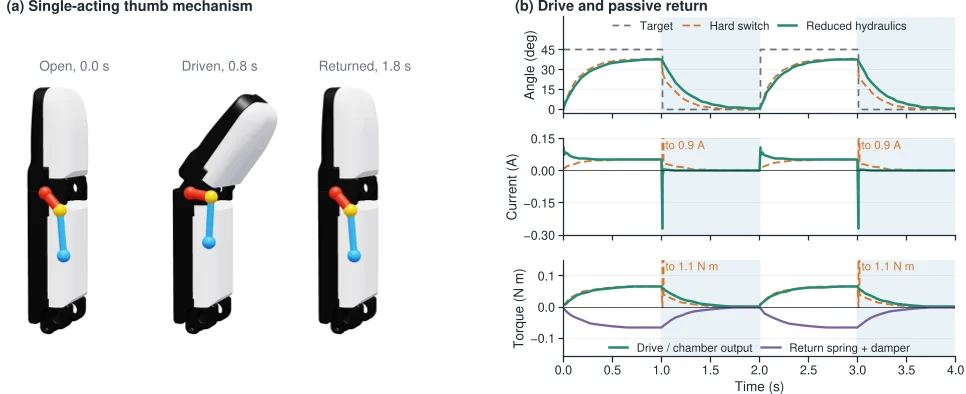 (a) Single-acting thumb mechanism
Open, 0.0 s
Driven, 0.8 s
Returned, 1.8 s
(b) Drive and passive return
Target
Hard switch
Reduced hydraulics
Angle (deg)
45
30
15
0
Current (A)
0.15
0.00
−0.15
−0.30
to 0.9 A
to 0.9 A
Torque (N m)
0.1
0.0
−0.1
to 1.1 N m
to 1.1 N m
Drive / chamber output
Return spring + damper
0.0 0.5 1.0 1.5 2.0 2.5 3.0 3.5 4.0
Time (s)